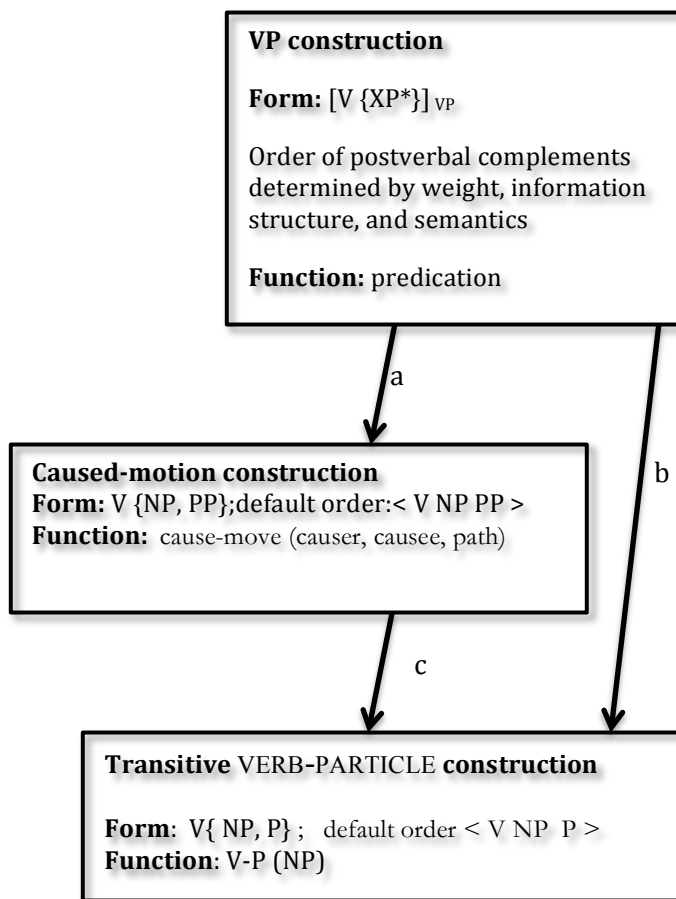 VP construction
Form: [V {XP*}] VP
Order of postverbal complements
determined by weight, information
structure, and semantics
Function: predication
a
b
Caused-motion construction
Form: V {NP, PP};default order:< V NP PP >
Function: cause-move (causer, causee, path)
c
Transitive VERB-PARTICLE construction
Form: V{ NP, P} ; default order < V NP P >
Function: V-P (NP)